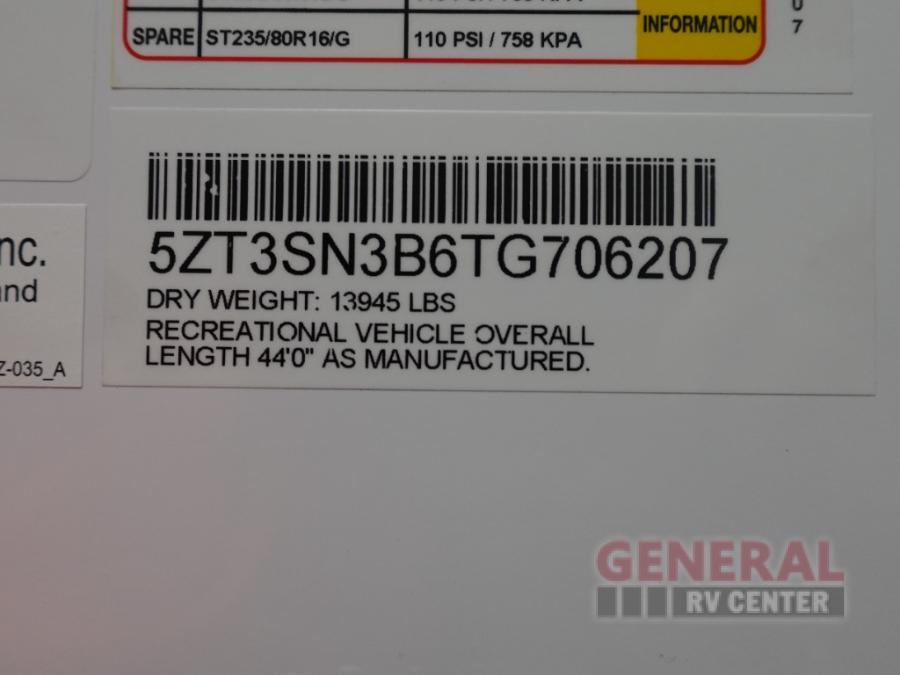 SPARE ST235/80R16/G 110 PSI / 758 KPA INFORMATION
0
7
5ZT3SN3B6TG706207
DRY WEIGHT: 13945 LBS
RECREATIONAL VEHICLE OVERALL
LENGTH 44'0" AS MANUFACTURED.
nc.
and
Z-035_A
GENERAL
RV CENTER